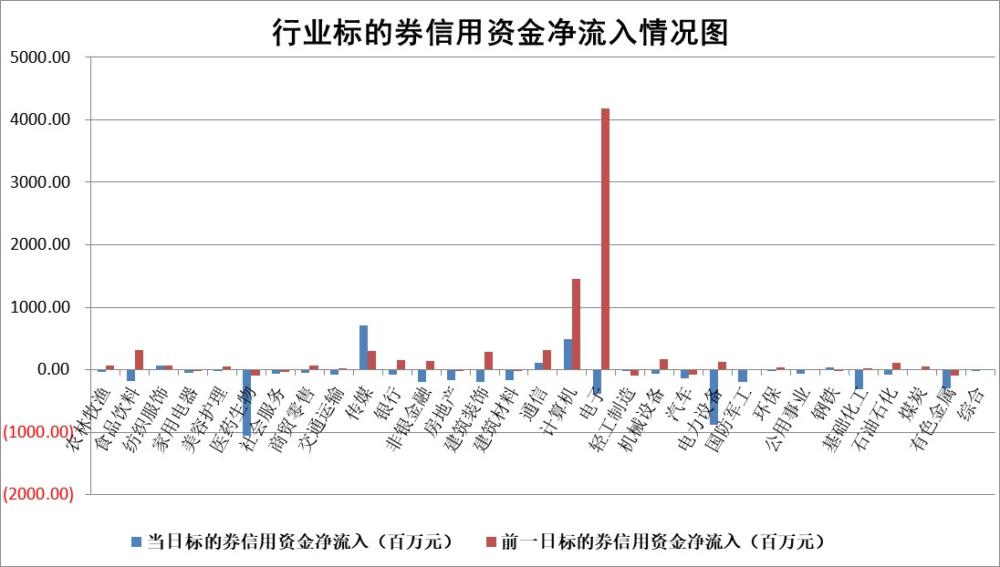 行业标的券信用资金净流入情况图
5000.00
4000.00
3000.00
2000.00
1000.00
0.00
(1000.00)
(2000.00)
农林牧渔
食品饮料
纺织服饰
家用电器
美容护理
医药生物
社会服务
商贸零售
交通运输
传媒
银行
非银金融
房地产
建筑装饰
建筑材料
通信
计算机
电子
轻工制造
机械设备
汽车
电力设备
国防军工
环保
公用事业
钢铁
基础化工
石油石化
煤炭
有色金属
综合
当日标的券信用资金净流入（百万元）
前一日标的券信用资金净流入（百万元）